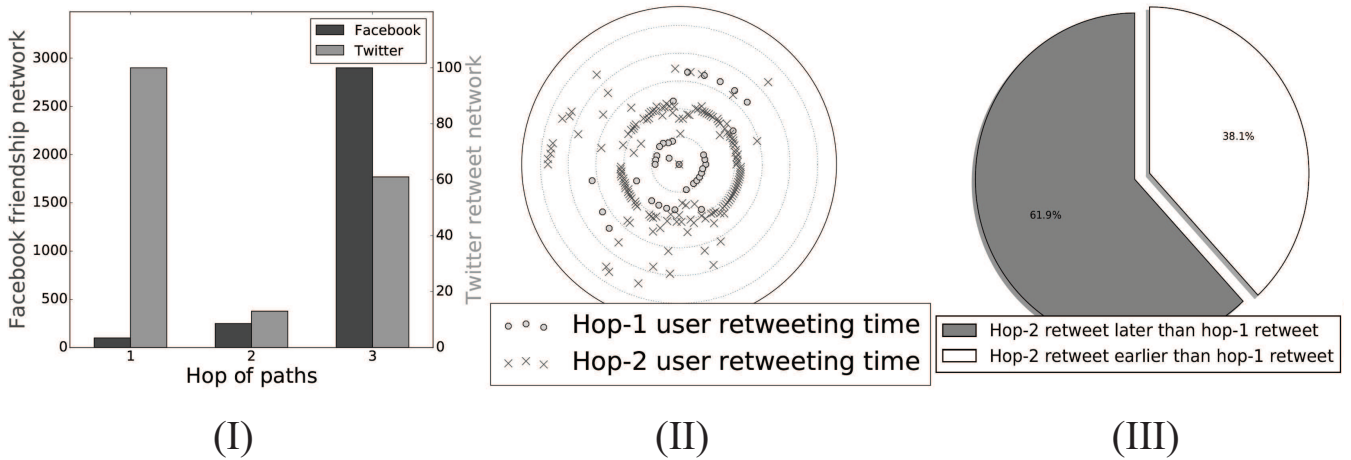 Facebook friendship network
3000
2500
2000
1500
1000
500
0
Facebook
Twitter
100
80
60
40
20
0
Twitter retweet network
1 2 3
Hop of paths
(I)
Hop-1 user retweeting time
Hop-2 user retweeting time
(II)
38.1%
61.9%
Hop-2 retweet later than hop-1 retweet
Hop-2 retweet earlier than hop-1 retweet
(III)